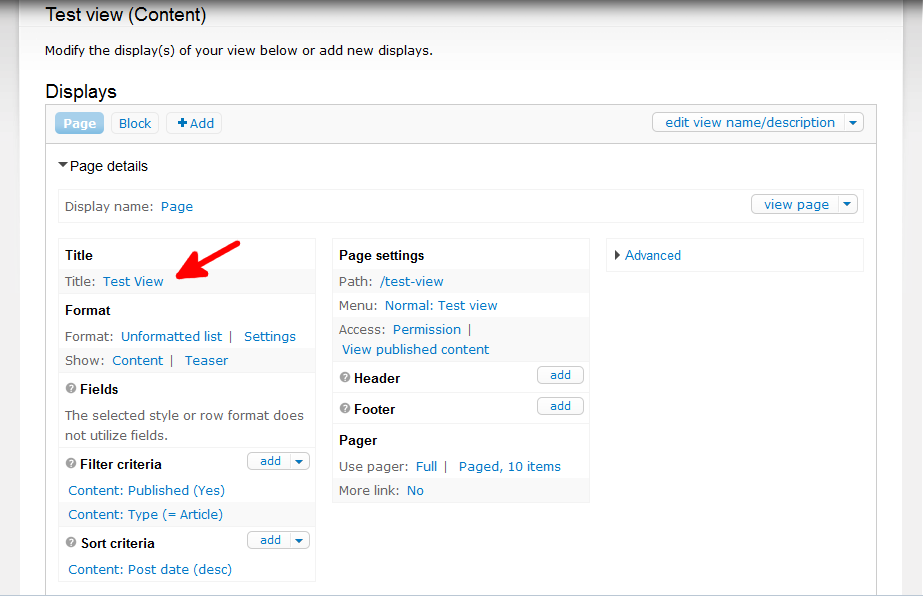 Test view (Content)
Modify the display(s) of your view below or add new displays.
Displays
Page Block + Add edit view name/description
Page details
Display name: Page view page
Title
Title: Test View
Format
Format: Unformatted list | Settings
Show: Content | Teaser
? Fields
The selected style or row format does
not utilize fields.
? Filter criteria add
Content: Published (Yes)
Content: Type (= Article)
? Sort criteria add
Content: Post date (desc)
Page settings
Path: /test-view
Menu: Normal: Test view
Access: Permission |
View published content
? Header add
? Footer add
Pager
Use pager: Full | Paged, 10 items
More link: No
Advanced